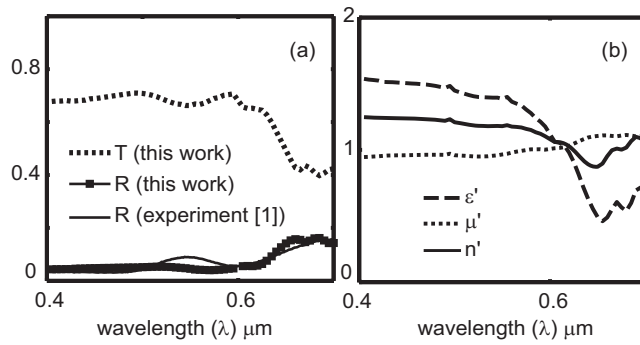 (a)
0.8
0.4
0
T (this work)
R (this work)
R (experiment [1])
0.4
0.6
wavelength (λ) μm
(b)
2
1
0
ε'
μ'
n'
0.4
0.6
wavelength (λ) μm